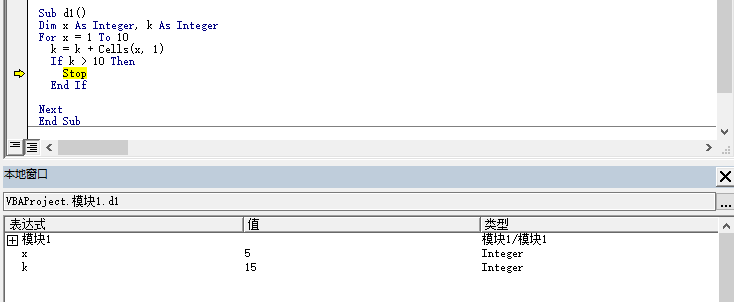 Sub d1()
Dim x As Integer, k As Integer
For x = 1 To 10
k = k + Cells(x, 1)
If k > 10 Then
Stop
End If
Next
End Sub
本地窗口
VBAProject.模块1.d1
...
表达式 值 类型
模块1 模块1/模块1
x 5 Integer
k 15 Integer